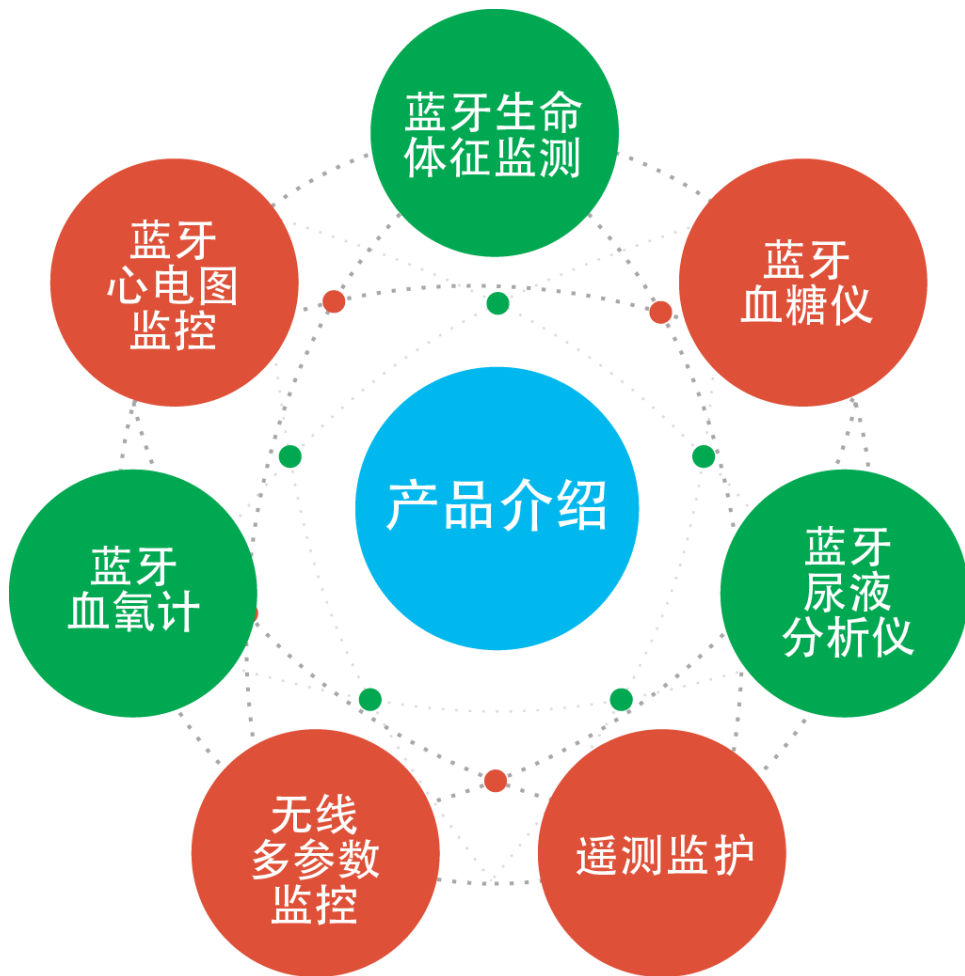 蓝牙生命
体征监测
蓝牙
心电图
监控
蓝牙
血糖仪
产品介绍
蓝牙
血氧计
蓝牙
尿液
分析仪
无线
多参数
监控
遥测监护